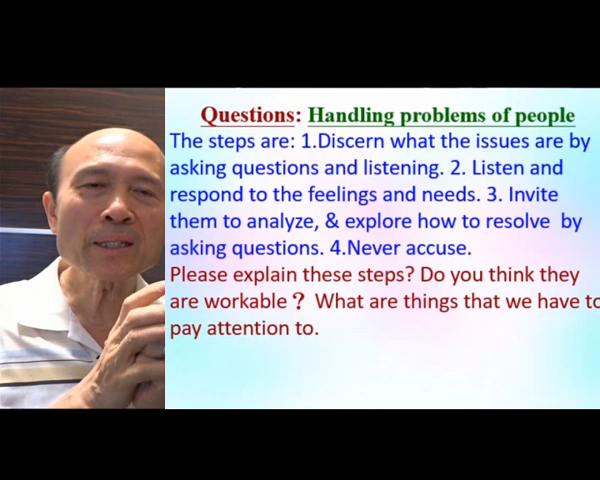 Questions: Handling problems of people
The steps are: 1.Discern what the issues are by
asking questions and listening. 2. Listen and
respond to the feelings and needs. 3. Invite
them to analyze, & explore how to resolve by
asking questions. 4.Never accuse.
Please explain these steps? Do you think they
are workable？ What are things that we have to
pay attention to.